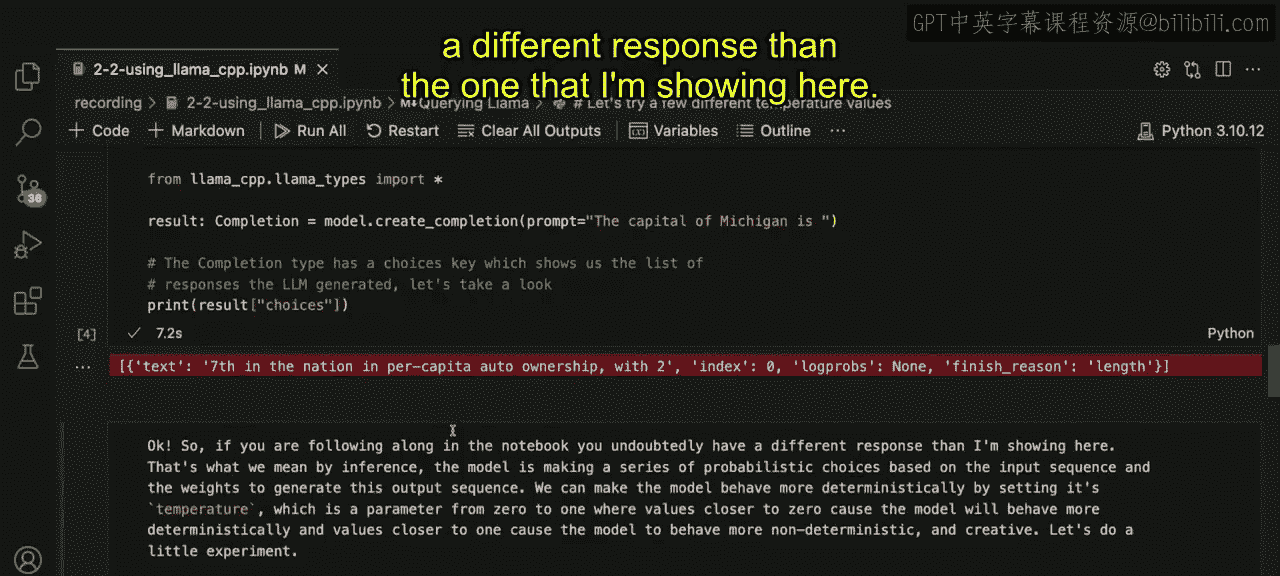 GPT中英字幕课程资源@bilibili.com
a different response than
the one that I'm showing here.
2-2-using_llama_cpp.ipynb M
recording > 2-2-using_llama_cpp.ipynb > M↓Querying Llama > # Let's try a few different temperature values
+ Code + Markdown Run All Restart Clear All Outputs Variables Outline ... Python 3.10.12
from llama_cpp.llama_types import *
result: Completion = model.create_completion(prompt="The capital of Michigan is ")
# The Completion type has a choices key which shows us the list of
# responses the LLM generated, let's take a look
print(result["choices"])
[4] ✓ 7.2s Python
... [{'text': '7th in the nation in per-capita auto ownership, with 2', 'index': 0, 'logprobs': None, 'finish_reason': 'length'}]
Ok! So, if you are following along in the notebook you undoubtedly have a different response than I'm showing here.
That's what we mean by inference, the model is making a series of probabilistic choices based on the input sequence and
the weights to generate this output sequence. We can make the model behave more deterministically by setting it's
`temperature`, which is a parameter from zero to one where values closer to zero cause the model will behave more
deterministically and values closer to one cause the model to behave more non-deterministic, and creative. Let's do a
little experiment.
36